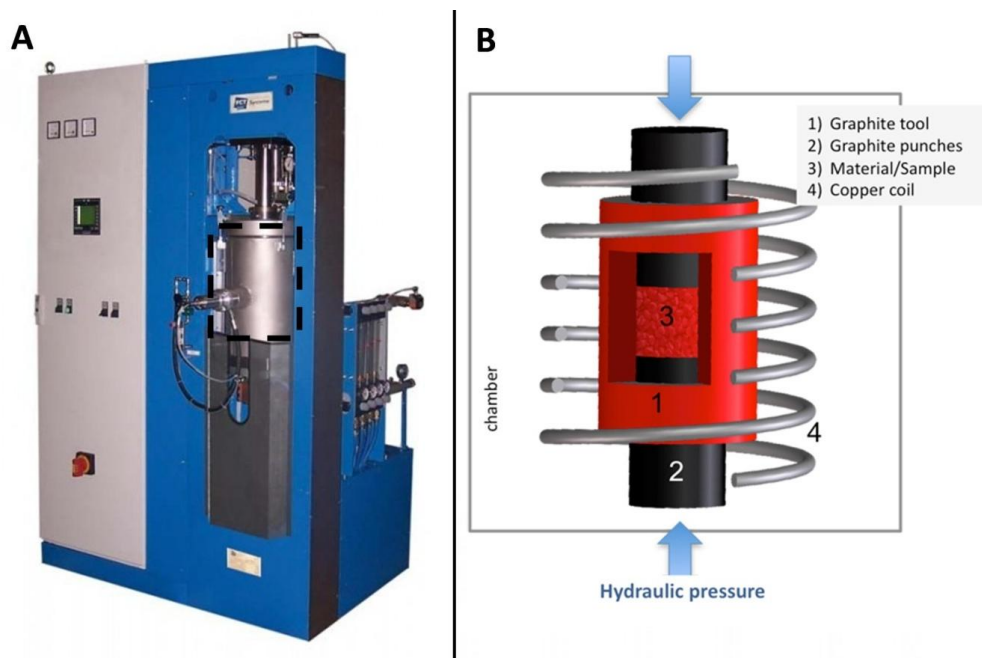 A
B
1) Graphite tool
2) Graphite punches
3) Material/Sample
4) Copper coil
3
1
4
2
chamber
Hydraulic pressure